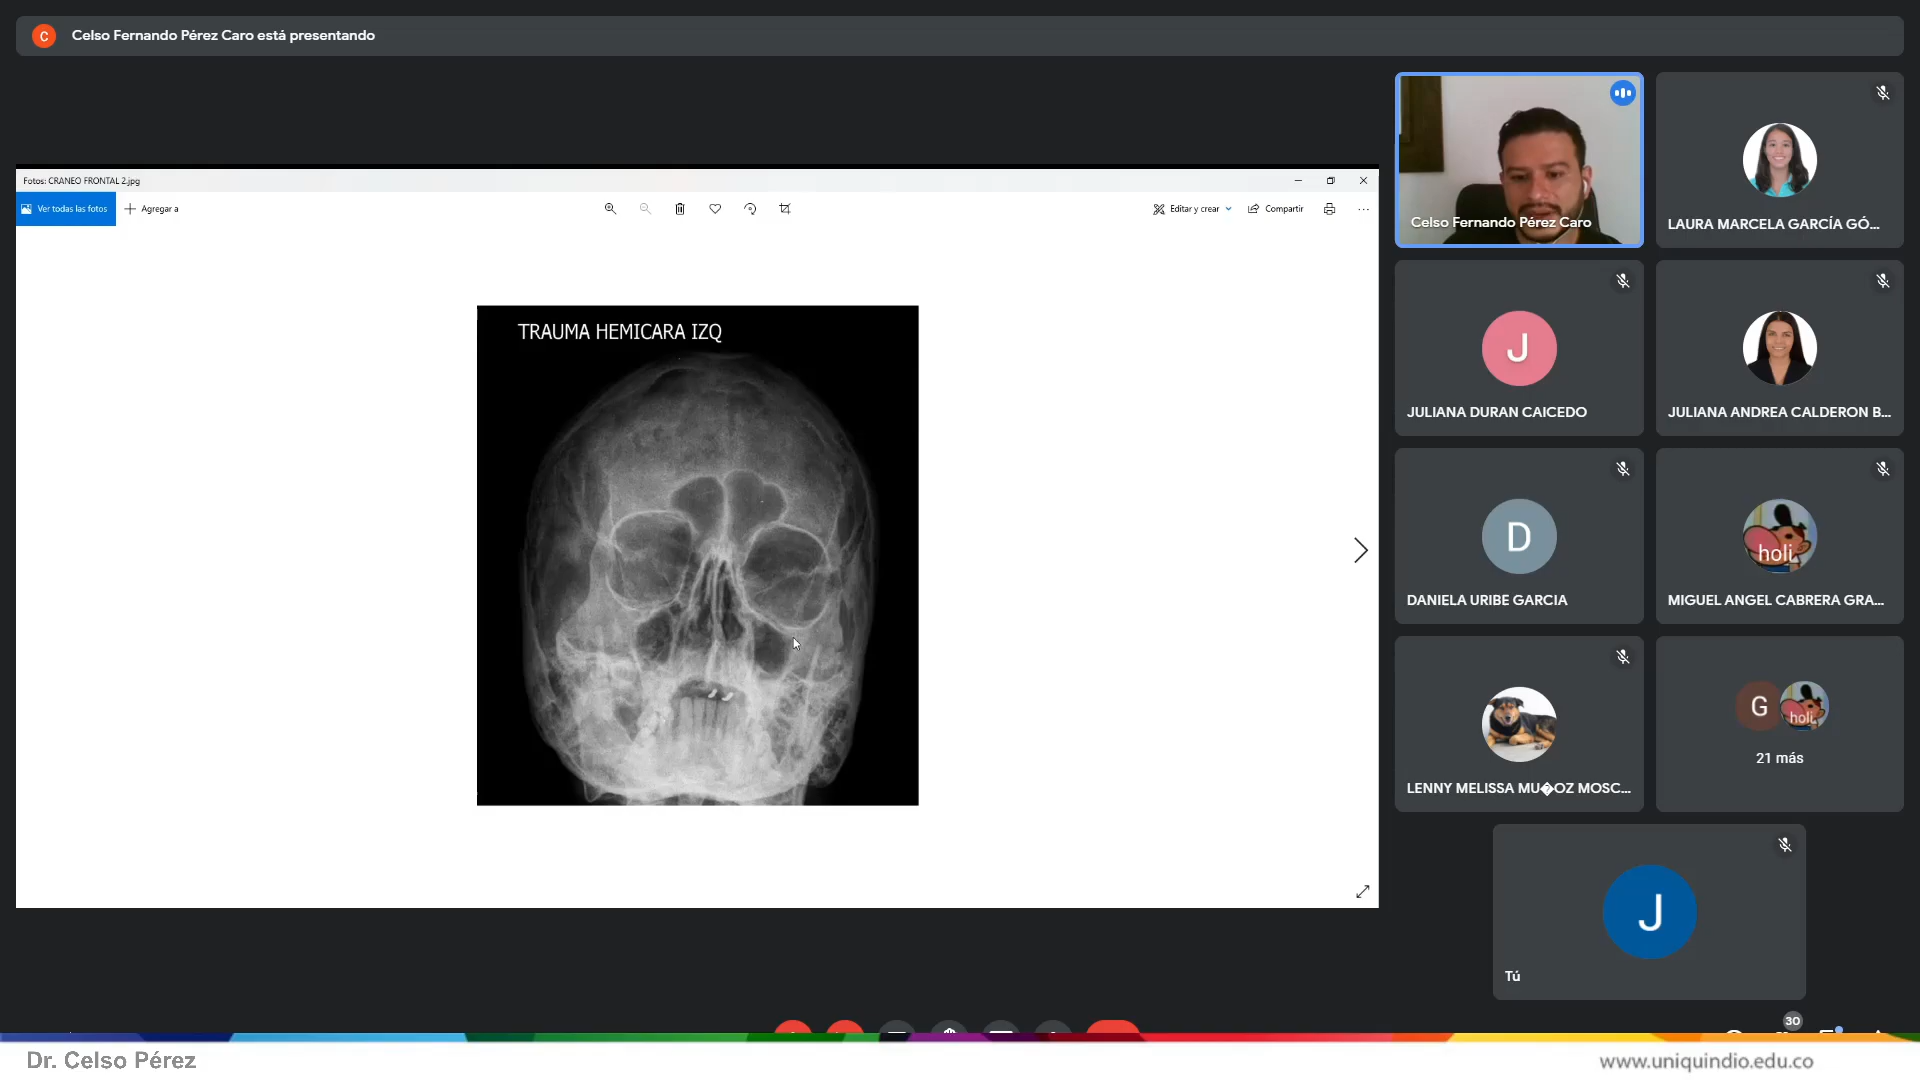 C
Celso Fernando Pérez Caro está presentando
Fotos: CRANEO FRONTAL 2.jpg
Ver todas las fotos
Agregar a
Editar y crear
Compartir
TRAUMA HEMICARA IZQ
Celso Fernando Pérez Caro
LAURA MARCELA GARCÍA GÓ...
J
JULIANA DURAN CAICEDO
JULIANA ANDREA CALDERON B...
D
DANIELA URIBE GARCIA
holi
MIGUEL ANGEL CABRERA GRA...
LENNY MELISSA MU�OZ MOSC...
G
holi
21 más
J
Tú
30
Dr. Celso Pérez
www.uniquindio.edu.co